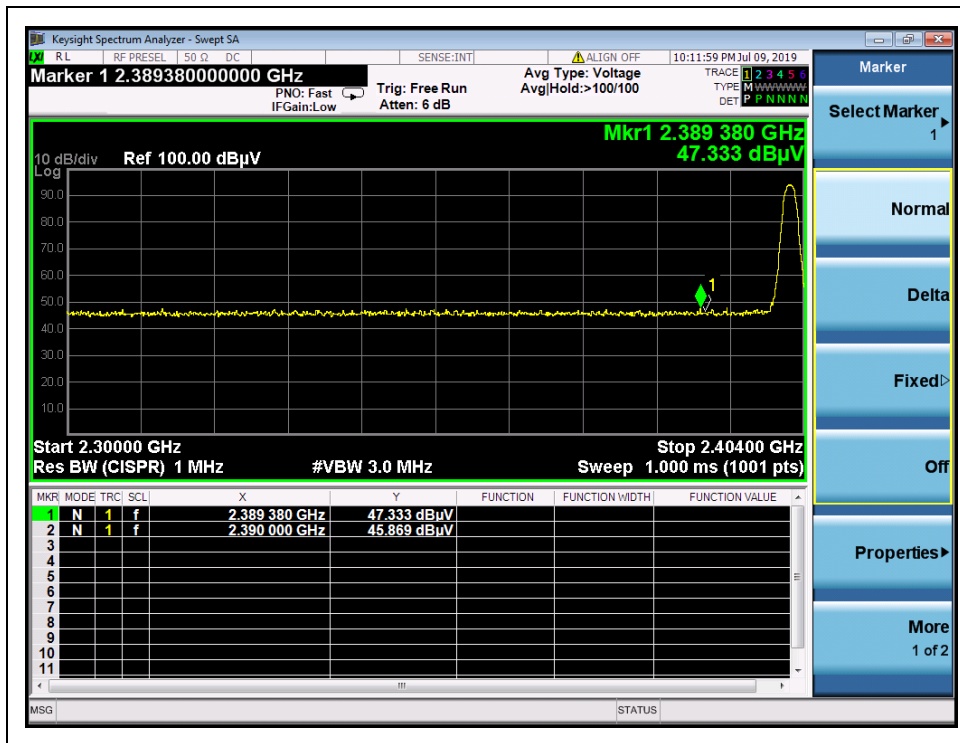 Keysight Spectrum Analyzer - Swept SA
LXI RL RF PRESEL 50 Ω DC SENSE:INT ALIGN OFF 10:11:59 PM Jul 09, 2019
Marker 1 2.389380000000 GHz
PNO: Fast
IFGain:Low
Trig: Free Run
Atten: 6 dB
Avg Type: Voltage
Avg|Hold:>100/100
TRACE 1 2 3 4 5 6
TYPE M W W W W W
DET P P N N N N
Mkr1 2.389 380 GHz
47.333 dBµV
10 dB/div Ref 100.00 dBµV
Log
90.0
80.0
70.0
60.0
50.0
40.0
30.0
20.0
10.0
1
Start 2.30000 GHz Stop 2.40400 GHz
Res BW (CISPR) 1 MHz #VBW 3.0 MHz Sweep 1.000 ms (1001 pts)
MKR MODE TRC SCL X Y FUNCTION FUNCTION WIDTH FUNCTION VALUE
1 N 1 f 2.389 380 GHz 47.333 dBµV
2 N 1 f 2.390 000 GHz 45.869 dBµV
3
4
5
6
7
8
9
10
11
MSG STATUS
Marker
Select Marker
1
Normal
Delta
Fixed
Off
Properties
More
1 of 2